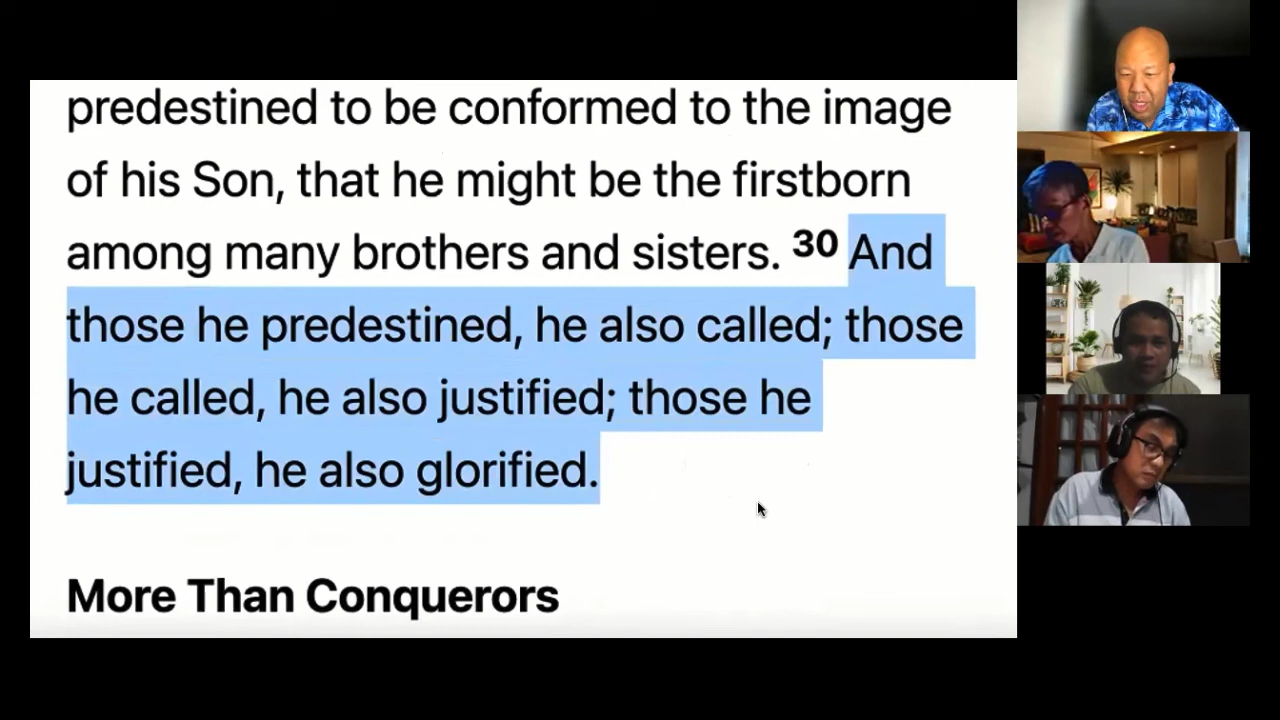 predestined to be conformed to the image
of his Son, that he might be the firstborn
among many brothers and sisters. 30 And
those he predestined, he also called; those
he called, he also justified; those he
justified, he also glorified.
More Than Conquerors